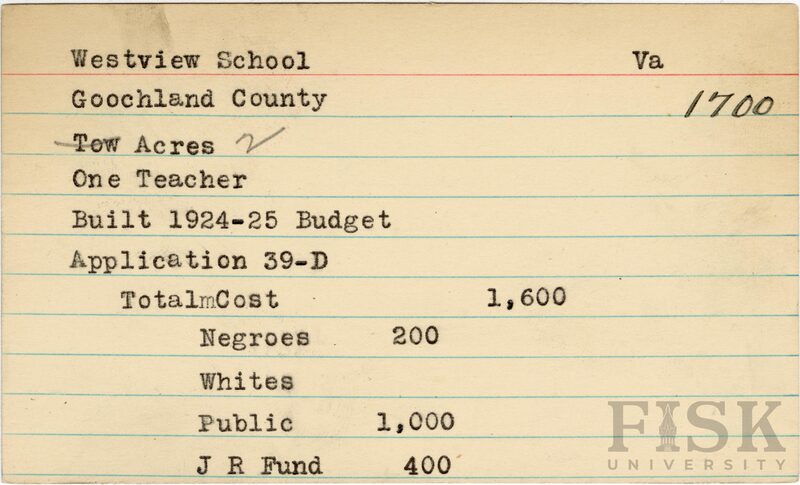 Westview School Va
Goochland County 1700
Tow Acres 2
One Teacher
Built 1924-25 Budget
Application 39-D
TotalmCost 1,600
Negroes 200
Whites
Public 1,000
J R Fund 400
FISK
UNIVERSITY